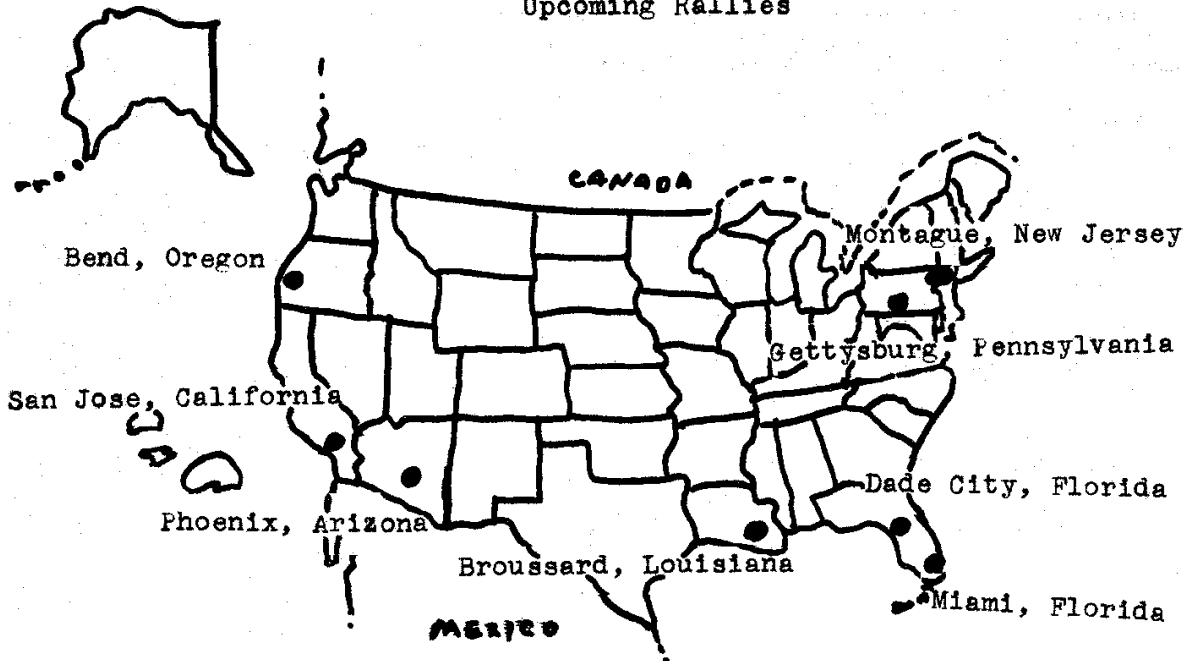 Upcoming Rallies
CANADA
Montague, New Jersey
Bend, Oregon
Gettysburg, Pennsylvania
San Jose, California
Dade City, Florida
Phoenix, Arizona
Broussard, Louisiana
Miami, Florida
MEXICO